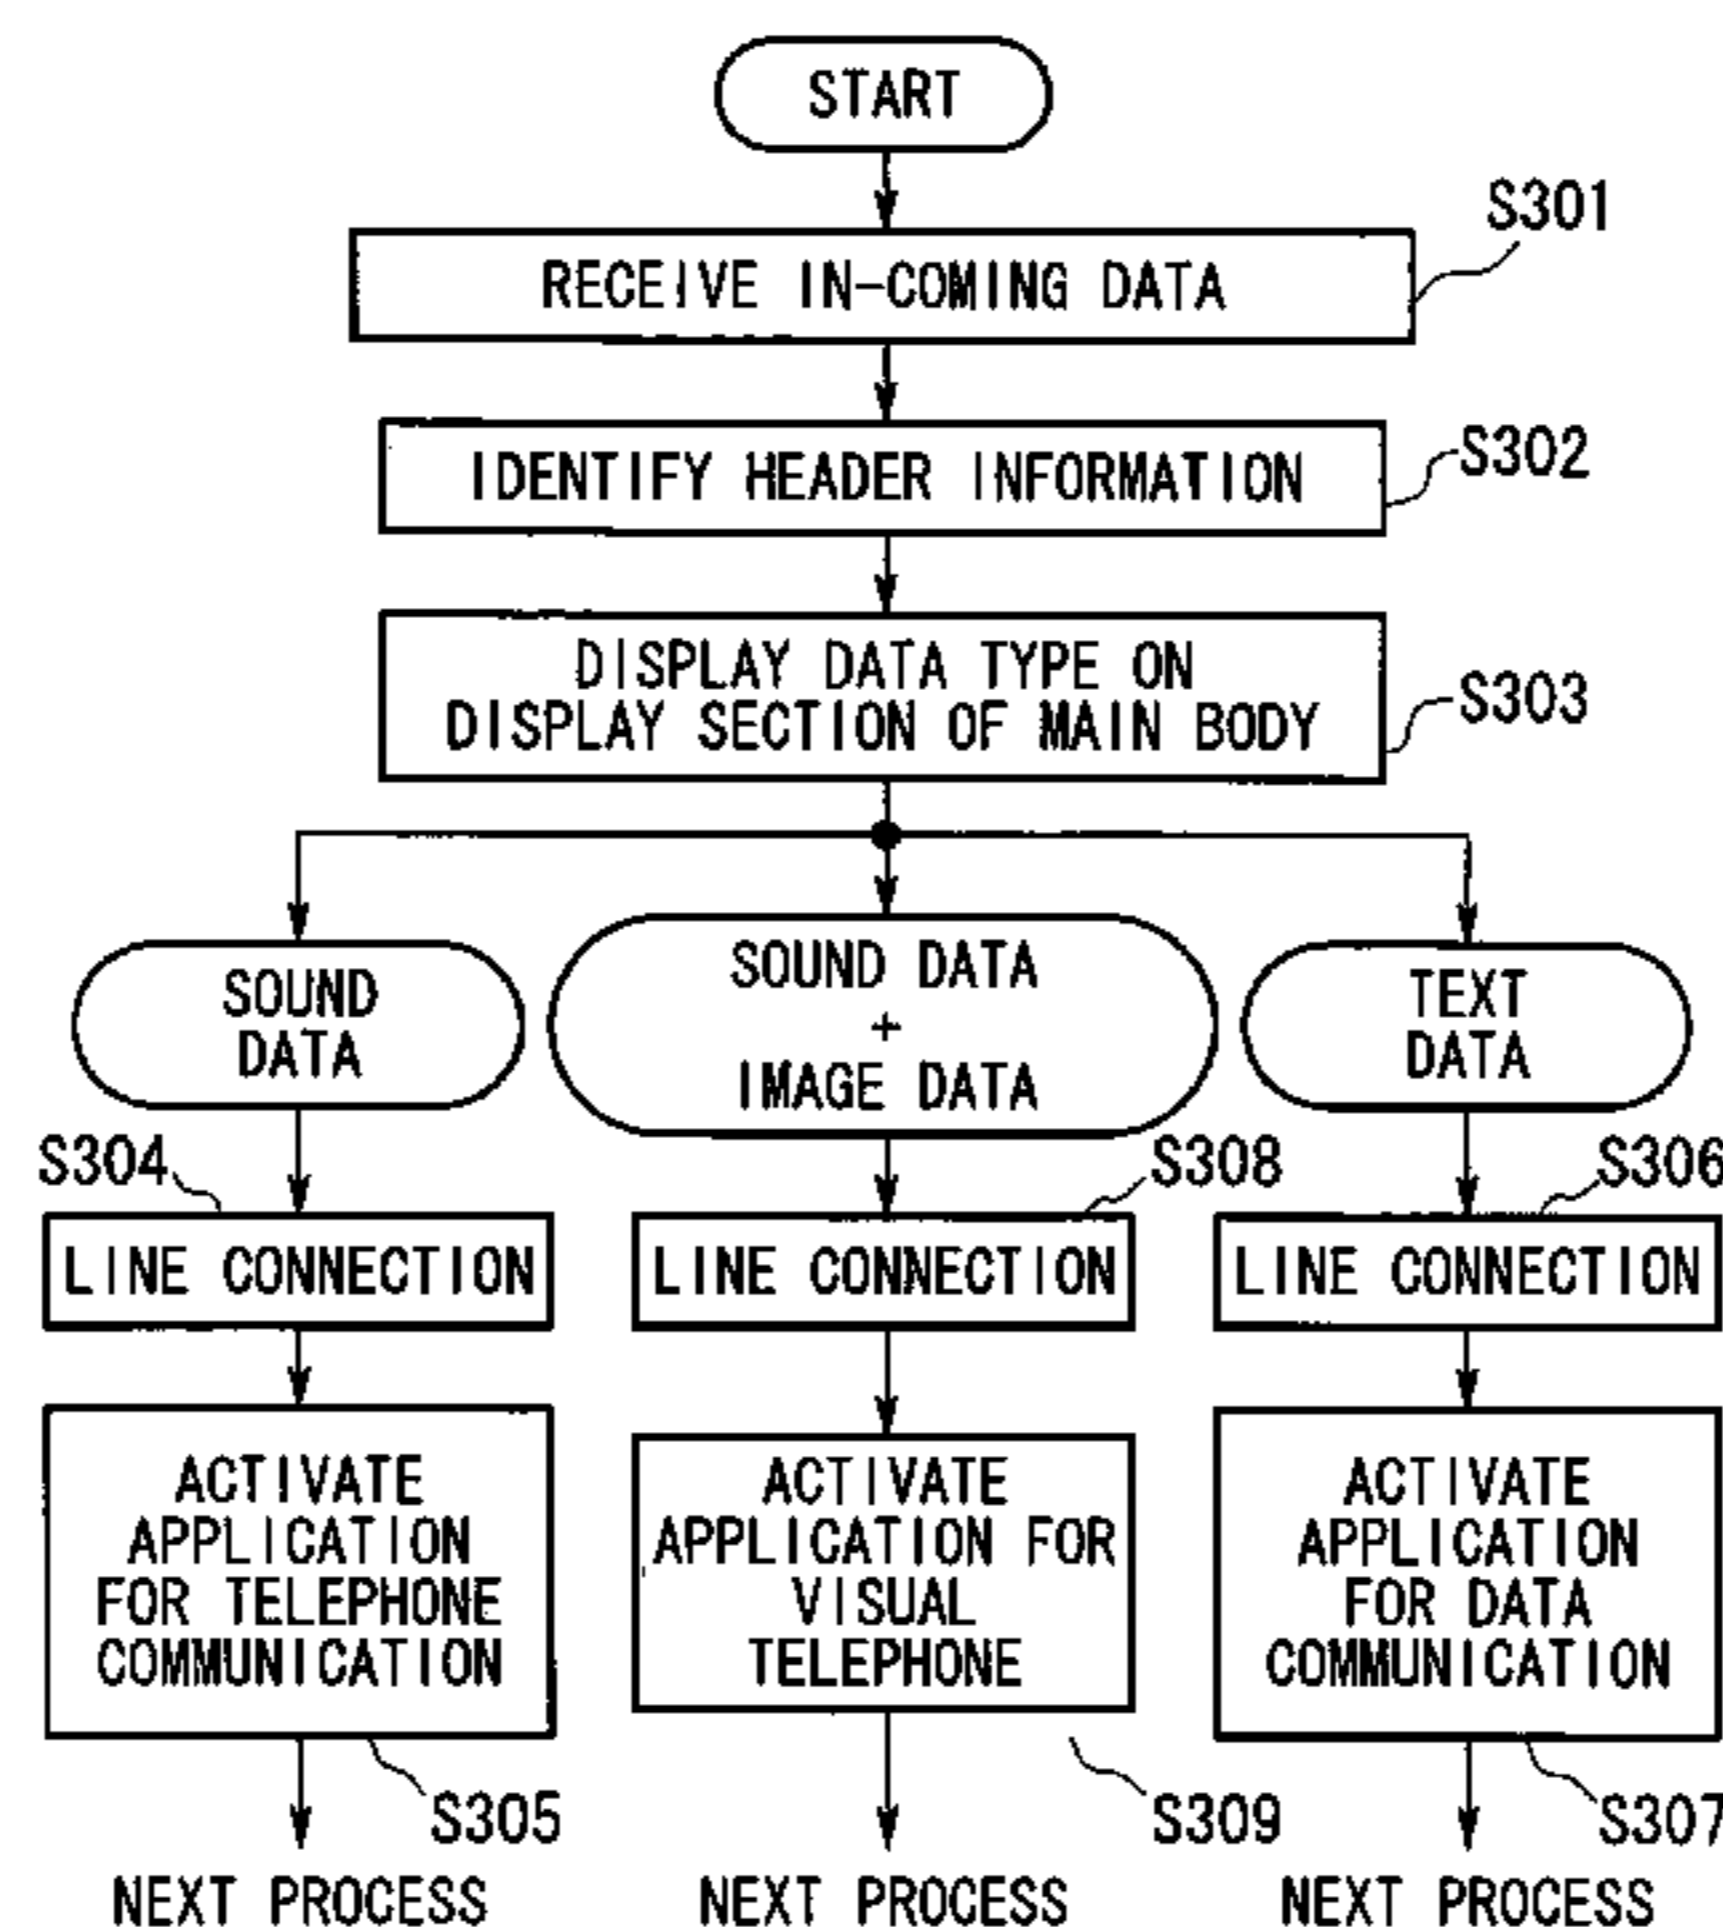 START
S301
RECEIVE IN-COMING DATA
IDENTIFY HEADER INFORMATION
S302
DISPLAY DATA TYPE ON
DISPLAY SECTION OF MAIN BODY
S303
SOUND
DATA
SOUND DATA
+
IMAGE DATA
TEXT
DATA
S304
S308
S306
LINE CONNECTION
LINE CONNECTION
LINE CONNECTION
ACTIVATE
APPLICATION
FOR TELEPHONE
COMMUNICATION
ACTIVATE
APPLICATION FOR
VISUAL
TELEPHONE
ACTIVATE
APPLICATION
FOR DATA
COMMUNICATION
S305
S309
S307
NEXT PROCESS
NEXT PROCESS
NEXT PROCESS